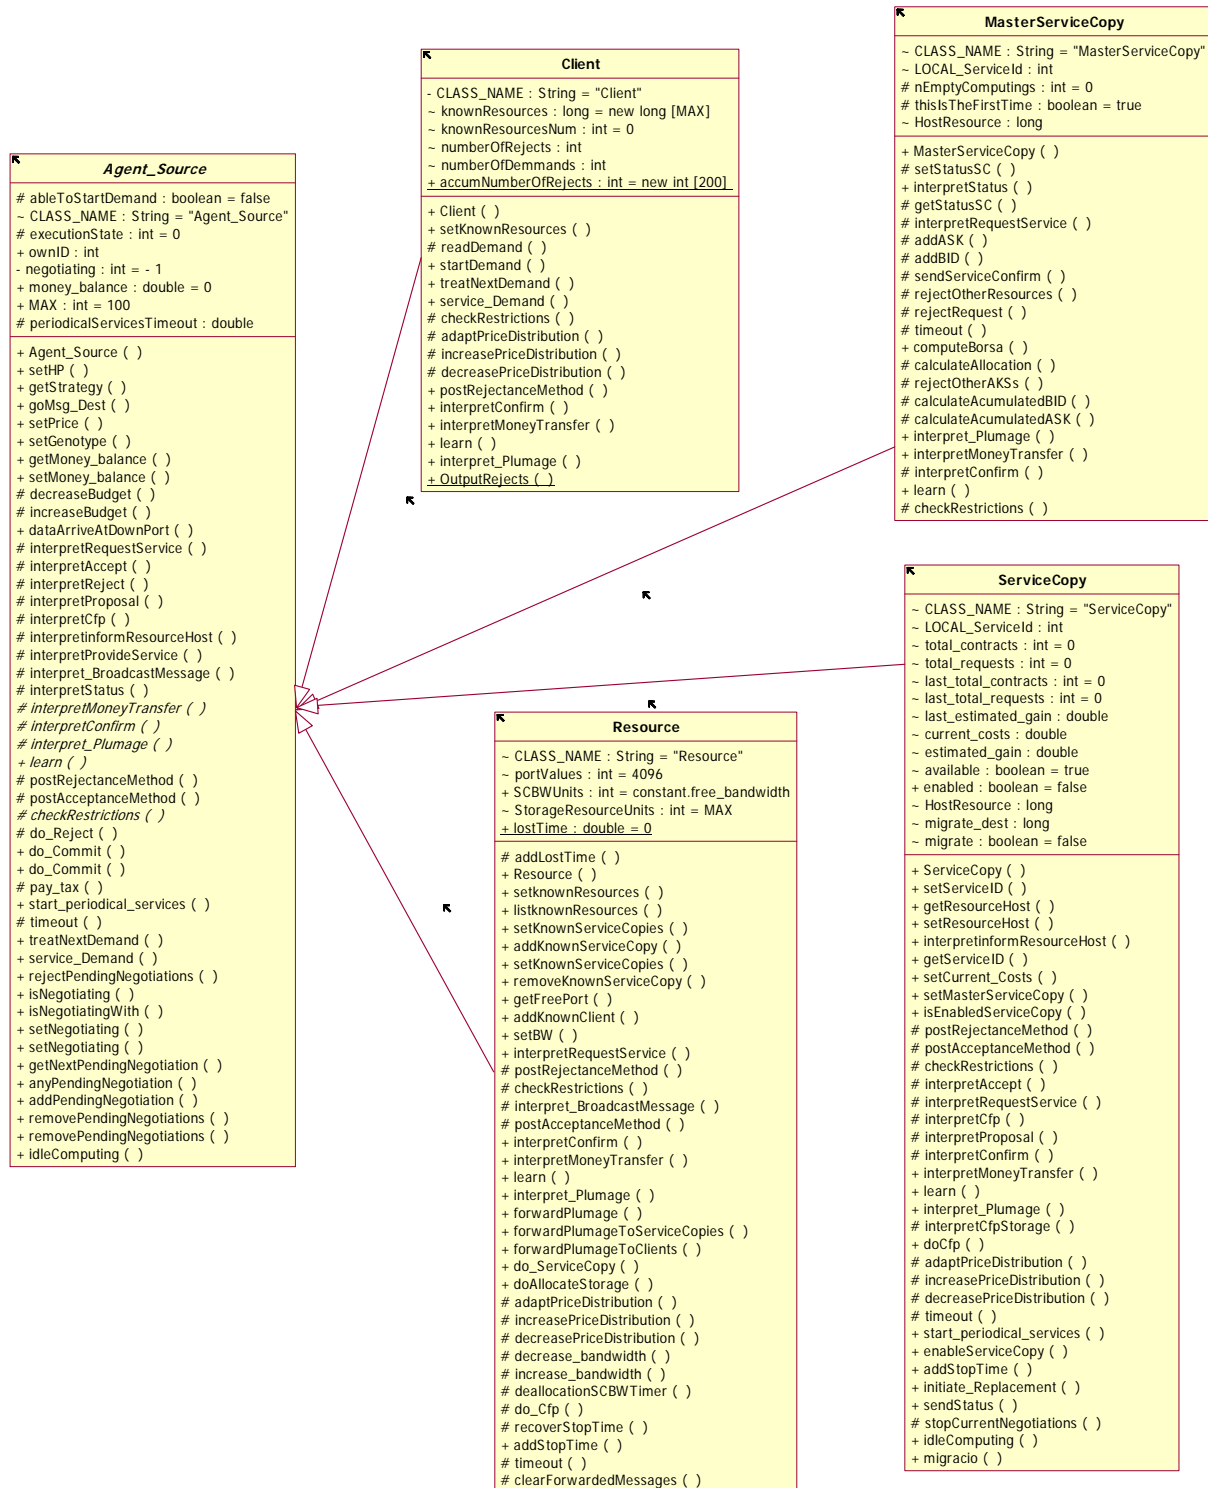 Agent_Source
# ableToStartDemand : boolean = false
~ CLASS_NAME : String = "Agent_Source"
# executionState : int = 0
+ ownID : int
- negotiating : int = - 1
+ money_balance : double = 0
+ MAX : int = 100
# periodicalServicesTimeout : double
+ Agent_Source ( )
+ setHP ( )
+ getStrategy ( )
+ goMsg_Dest ( )
+ setPrice ( )
+ setGenotype ( )
+ getMoney_balance ( )
+ setMoney_balance ( )
# decreaseBudget ( )
# increaseBudget ( )
+ dataArriveAtDownPort ( )
# interpretRequestService ( )
# interpretAccept ( )
# interpretReject ( )
# interpretProposal ( )
# interpretCfp ( )
# interpretinformResourceHost ( )
# interpretProvideService ( )
# interpret_BroadcastMessage ( )
# interpretStatus ( )
# interpretMoneyTransfer ( )
# interpretConfirm ( )
# interpret_Plumage ( )
+ learn ( )
# postRejectanceMethod ( )
# postAcceptanceMethod ( )
# checkRestrictions ( )
# do_Reject ( )
+ do_Commit ( )
+ do_Commit ( )
# pay_tax ( )
+ start_periodical_services ( )
# timeout ( )
+ treatNextDemand ( )
+ service_Demand ( )
+ rejectPendingNegotiations ( )
+ isNegotiating ( )
+ isNegotiatingWith ( )
+ setNegotiating ( )
+ setNegotiating ( )
+ getNextPendingNegotiation ( )
+ anyPendingNegotiation ( )
+ addPendingNegotiation ( )
+ removePendingNegotiations ( )
+ removePendingNegotiations ( )
+ idleComputing ( )
Client
- CLASS_NAME : String = "Client"
~ knownResources : long = new long [MAX]
~ knownResourcesNum : int = 0
~ numberOfRejects : int
~ numberOfDemmands : int
+ accumNumberOfRejects : int = new int [200]
+ Client ( )
+ setKnownResources ( )
# readDemand ( )
+ startDemand ( )
+ treatNextDemand ( )
+ service_Demand ( )
# checkRestrictions ( )
# adaptPriceDistribution ( )
# increasePriceDistribution ( )
# decreasePriceDistribution ( )
+ postRejectanceMethod ( )
+ interpretConfirm ( )
+ interpretMoneyTransfer ( )
+ learn ( )
+ interpret_Plumage ( )
+ OutputRejects ( )
MasterServiceCopy
~ CLASS_NAME : String = "MasterServiceCopy"
~ LOCAL_ServiceId : int
# nEmptyComputings : int = 0
# thisIsTheFirstTime : boolean = true
~ HostResource : long
+ MasterServiceCopy ( )
# setStatusSC ( )
+ interpretStatus ( )
# getStatusSC ( )
# interpretRequestService ( )
# addASK ( )
# addBID ( )
# sendServiceConfirm ( )
# rejectOtherResources ( )
# rejectRequest ( )
# timeout ( )
+ computeBorsa ( )
# calculateAllocation ( )
# rejectOtherAKSs ( )
# calculateAcumulatedBID ( )
# calculateAcumulatedASK ( )
+ interpret_Plumage ( )
+ interpretMoneyTransfer ( )
# interpretConfirm ( )
+ learn ( )
# checkRestrictions ( )
Resource
~ CLASS_NAME : String = "Resource"
~ portValues : int = 4096
+ SCBWUnits : int = constant.free_bandwidth
~ StorageResourceUnits : int = MAX
+ lostTime : double = 0
# addLostTime ( )
+ Resource ( )
+ setknownResources ( )
+ listknownResources ( )
+ setKnownServiceCopies ( )
+ addKnownServiceCopy ( )
+ setKnownServiceCopies ( )
+ removeKnownServiceCopy ( )
+ getFreePort ( )
+ addKnownClient ( )
+ setBW ( )
+ interpretRequestService ( )
# postRejectanceMethod ( )
# checkRestrictions ( )
# interpret_BroadcastMessage ( )
# postAcceptanceMethod ( )
+ interpretConfirm ( )
+ interpretMoneyTransfer ( )
+ learn ( )
+ interpret_Plumage ( )
+ forwardPlumage ( )
+ forwardPlumageToServiceCopies ( )
+ forwardPlumageToClients ( )
+ do_ServiceCopy ( )
+ doAllocateStorage ( )
# adaptPriceDistribution ( )
# increasePriceDistribution ( )
# decreasePriceDistribution ( )
# decrease_bandwidth ( )
# increase_bandwidth ( )
# deallocationSCBWTimer ( )
# do_Cfp ( )
# recoverStopTime ( )
+ addStopTime ( )
# timeout ( )
# clearForwardedMessages ( )
ServiceCopy
~ CLASS_NAME : String = "ServiceCopy"
~ LOCAL_ServiceId : int
~ total_contracts : int = 0
~ total_requests : int = 0
~ last_total_contracts : int = 0
~ last_total_requests : int = 0
~ last_estimated_gain : double
~ current_costs : double
~ estimated_gain : double
~ available : boolean = true
+ enabled : boolean = false
~ HostResource : long
~ migrate_dest : long
~ migrate : boolean = false
+ ServiceCopy ( )
+ setServiceID ( )
+ getResourceHost ( )
+ setResourceHost ( )
+ interpretinformResourceHost ( )
+ getServiceID ( )
+ setCurrent_Costs ( )
+ setMasterServiceCopy ( )
+ isEnabledServiceCopy ( )
# postRejectanceMethod ( )
# postAcceptanceMethod ( )
# checkRestrictions ( )
# interpretAccept ( )
# interpretRequestService ( )
# interpretCfp ( )
# interpretProposal ( )
# interpretConfirm ( )
+ interpretMoneyTransfer ( )
+ learn ( )
+ interpret_Plumage ( )
# interpretCfpStorage ( )
+ doCfp ( )
# adaptPriceDistribution ( )
# increasePriceDistribution ( )
# decreasePriceDistribution ( )
# timeout ( )
+ start_periodical_services ( )
+ enableServiceCopy ( )
+ addStopTime ( )
+ initiate_Replacement ( )
+ sendStatus ( )
# stopCurrentNegotiations ( )
+ idleComputing ( )
+ migracio ( )